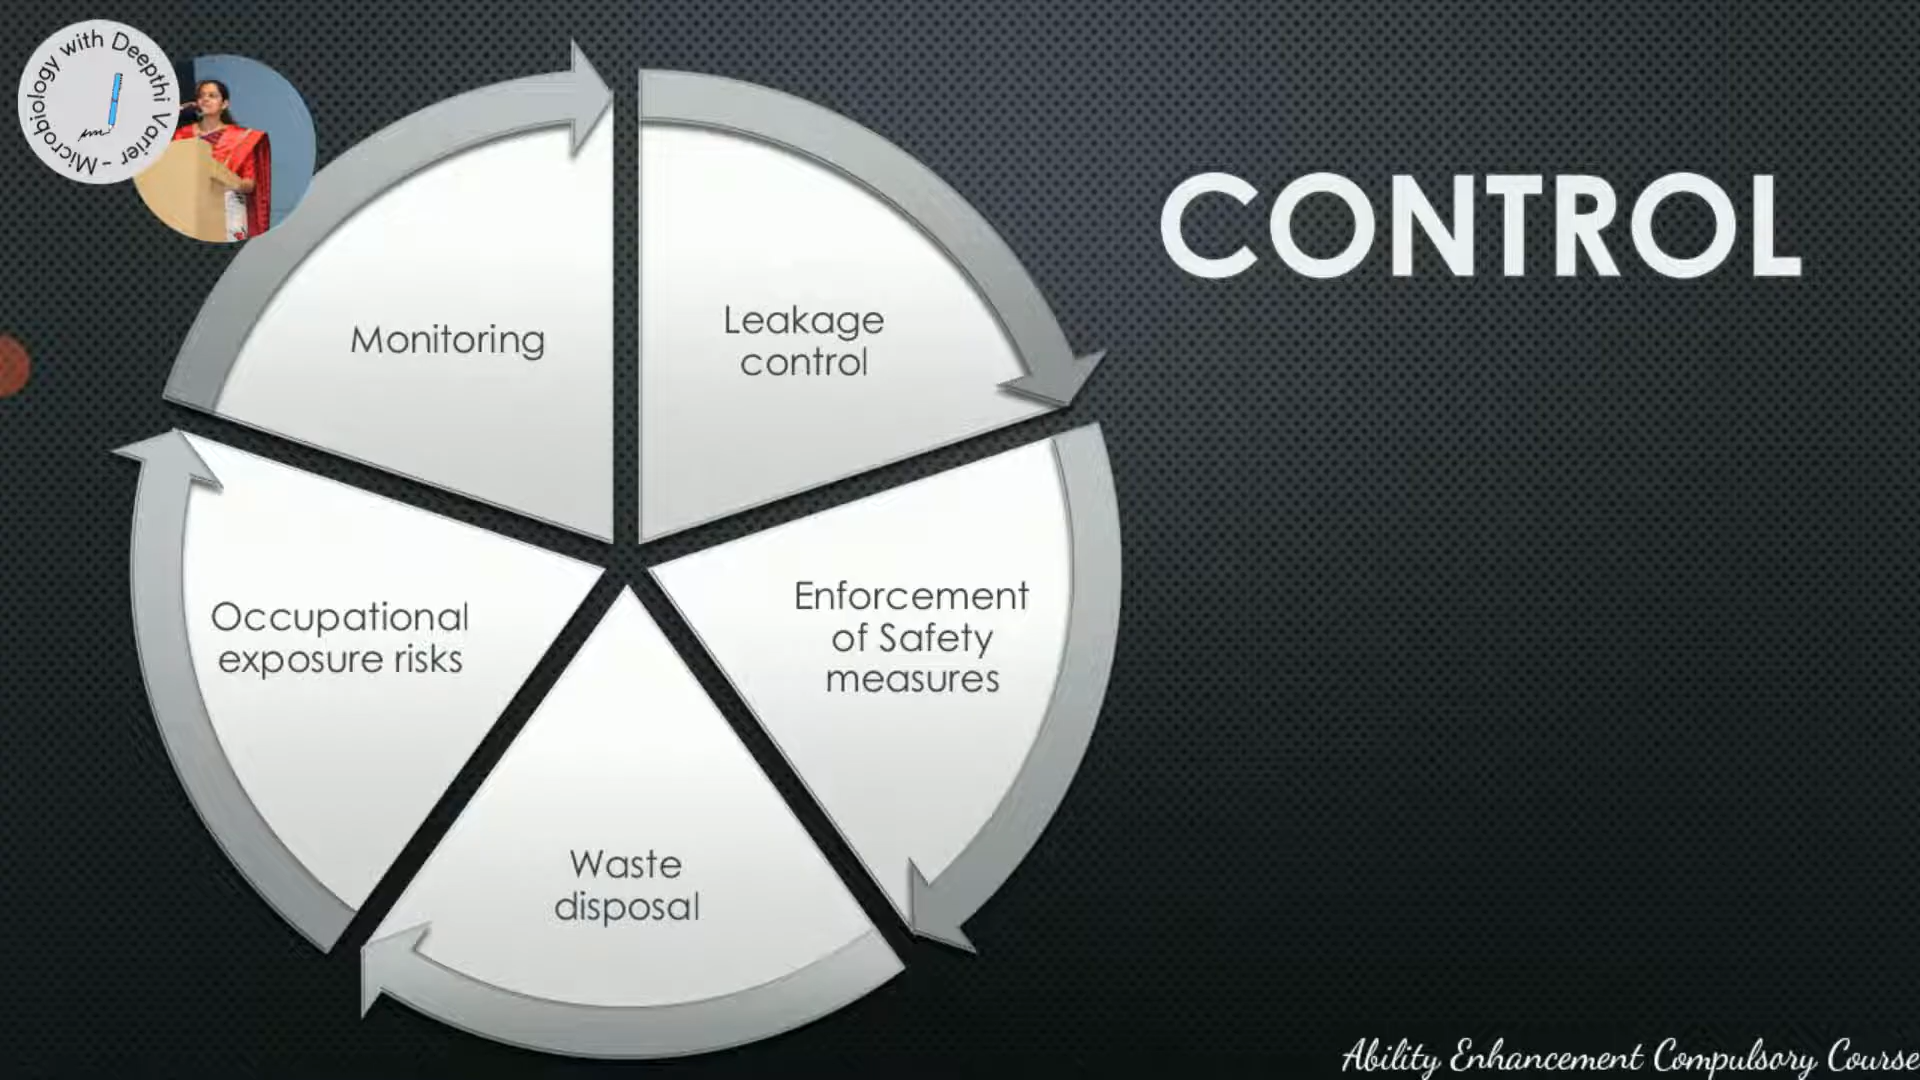 Microbiology with Deepthi Varier -
CONTROL
Monitoring
Leakage
control
Enforcement
of Safety
measures
Waste
disposal
Occupational
exposure risks
Ability Enhancement Compulsory Course